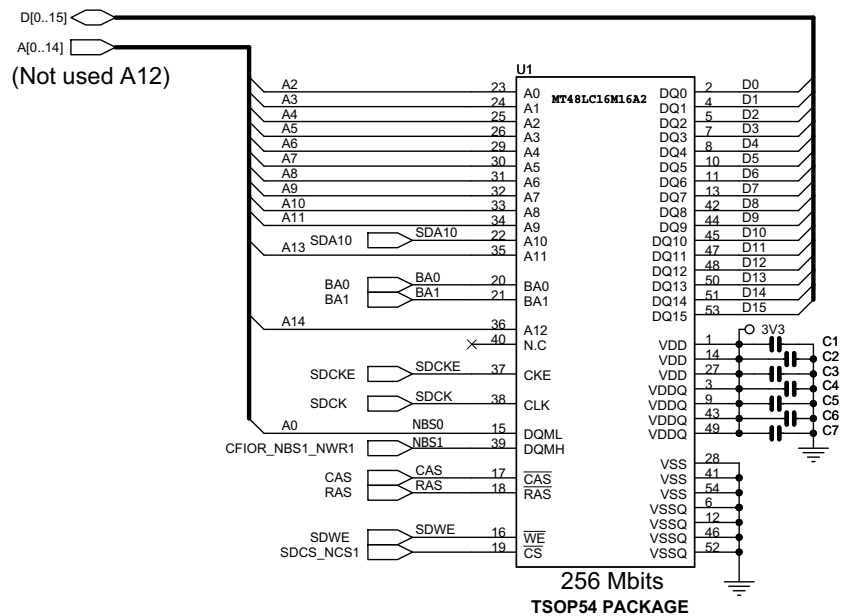 D[0..15]
A[0..14]
(Not used A12)
U1
MT48LC16M16A2
A2 23 A0 DQ0 2 D0
A3 24 A1 DQ1 4 D1
A4 25 A2 DQ2 5 D2
A5 26 A3 DQ3 7 D3
A6 29 A4 DQ4 8 D4
A7 30 A5 DQ5 10 D5
A8 31 A6 DQ6 11 D6
A9 32 A7 DQ7 13 D7
A10 33 A8 DQ8 42 D8
A11 34 A9 DQ9 44 D9
SDA10 SDA10 22 A10 DQ10 45 D10
A13 35 A11 DQ11 47 D11
DQ12 48 D12
BA0 BA0 20 BA0 DQ13 50 D13
BA1 BA1 21 BA1 DQ14 51 D14
DQ15 53 D15
A14 36 A12 3V3
40 N.C VDD 1 C1
VDD 14 C2
SDCKE SDCKE 37 CKE VDD 27 C3
VDDQ 3 C4
SDCK SDCK 38 CLK VDDQ 9 C5
VDDQ 43 C6
A0 NBS0 15 DQML VDDQ 49 C7
CFIOR_NBS1_NWR1 NBS1 39 DQMH
VSS 28
CAS CAS 17 CAS VSS 41
RAS RAS 18 RAS VSS 54
VSSQ 6
VSSQ 12
SDWE SDWE 16 WE VSSQ 46
SDCS_NCS1 19 CS VSSQ 52
256 Mbits
TSOP54 PACKAGE